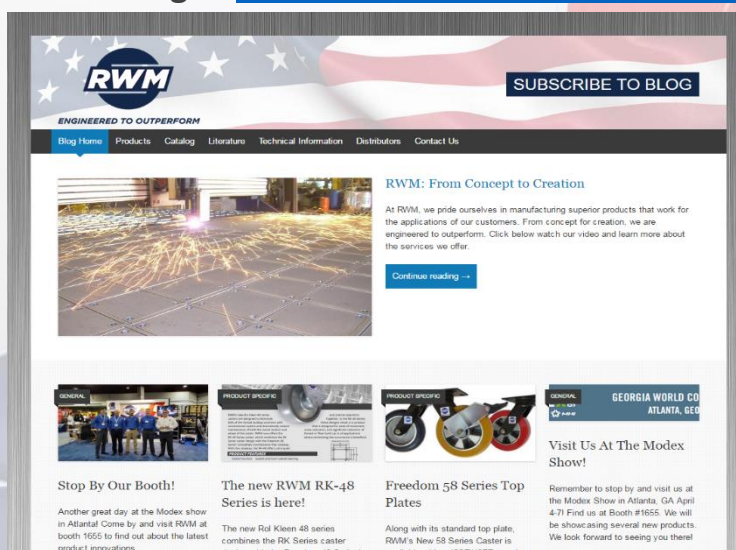 RWM
ENGINEERED TO OUTPERFORM
SUBSCRIBE TO BLOG
Blog Home Products Catalog Literature Technical Information Distributors Contact Us
RWM: From Concept to Creation
At RWM, we pride ourselves in manufacturing superior products that work for
the applications of our customers. From concept for creation, we are
engineered to outperform. Click below watch our video and learn more about
the services we offer.
Continue reading →
GENERAL
Stop By Our Booth!
Another great day at the Modex show
in Atlanta! Come by and visit RWM at
booth 1655 to find out about the latest
product innovations
PRODUCT SPECIFIC
PRODUCT FEATURES
The new RWM RK-48
Series is here!
The new Rol Kleen 48 series
combines the RK Series caster
PRODUCT SPECIFIC
Freedom 58 Series Top
Plates
Along with its standard top plate,
RWM's New 58 Series Caster is
GENERAL
GEORGIA WORLD CO
ATLANTA, GEO
MHI
Visit Us At The Modex
Show!
Remember to stop by and visit us at
the Modex Show in Atlanta, GA April
4-7! Find us at Booth #1655. We will
be showcasing several new products.
We look forward to seeing you there!